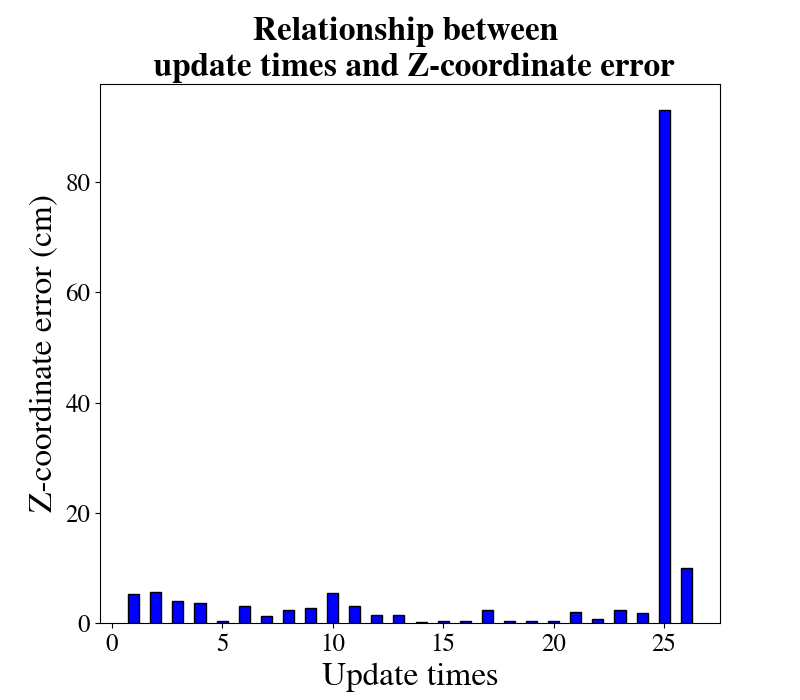 Relationship between
update times and Z-coordinate error
Z-coordinate error (cm)
80
60
40
20
0
0 5 10 15 20 25
Update times